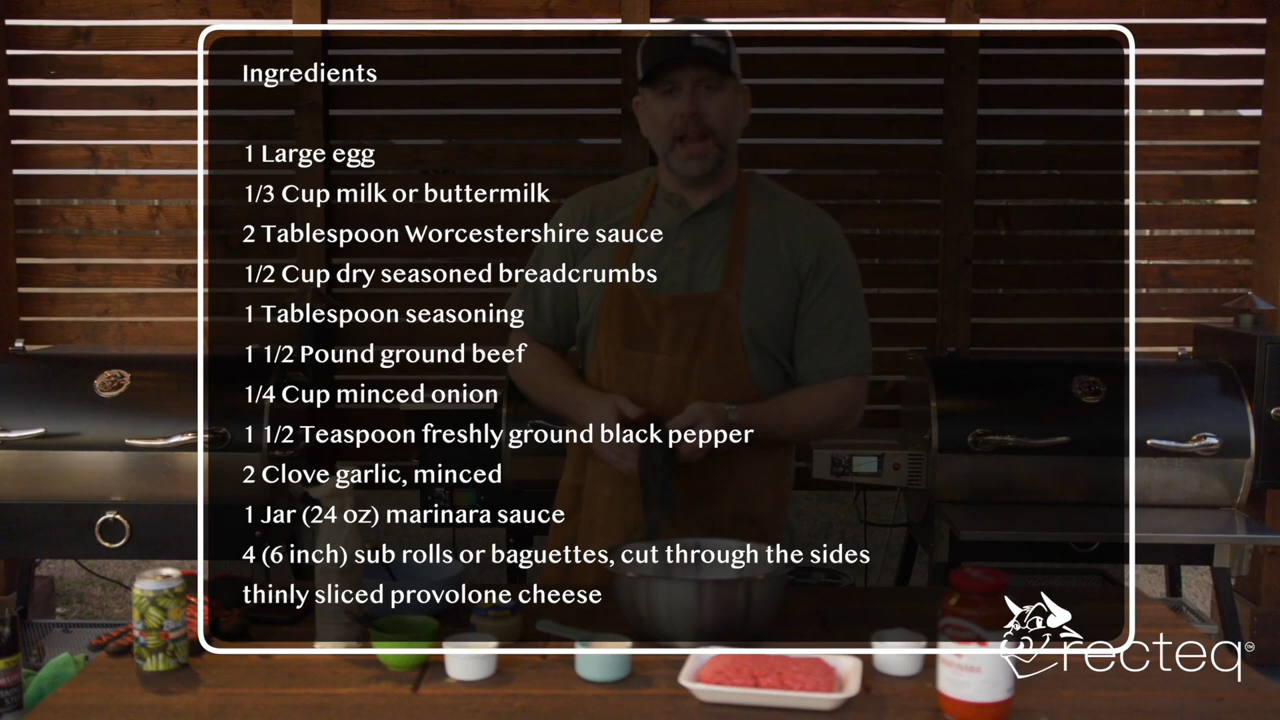 Ingredients
1 Large egg
1/3 Cup milk or buttermilk
2 Tablespoon Worcestershire sauce
1/2 Cup dry seasoned breadcrumbs
1 Tablespoon seasoning
1 1/2 Pound ground beef
1/4 Cup minced onion
1 1/2 Teaspoon freshly ground black pepper
2 Clove garlic, minced
1 Jar (24 oz) marinara sauce
4 (6 inch) sub rolls or baguettes, cut through the sides
thinly sliced provolone cheese
recteq™